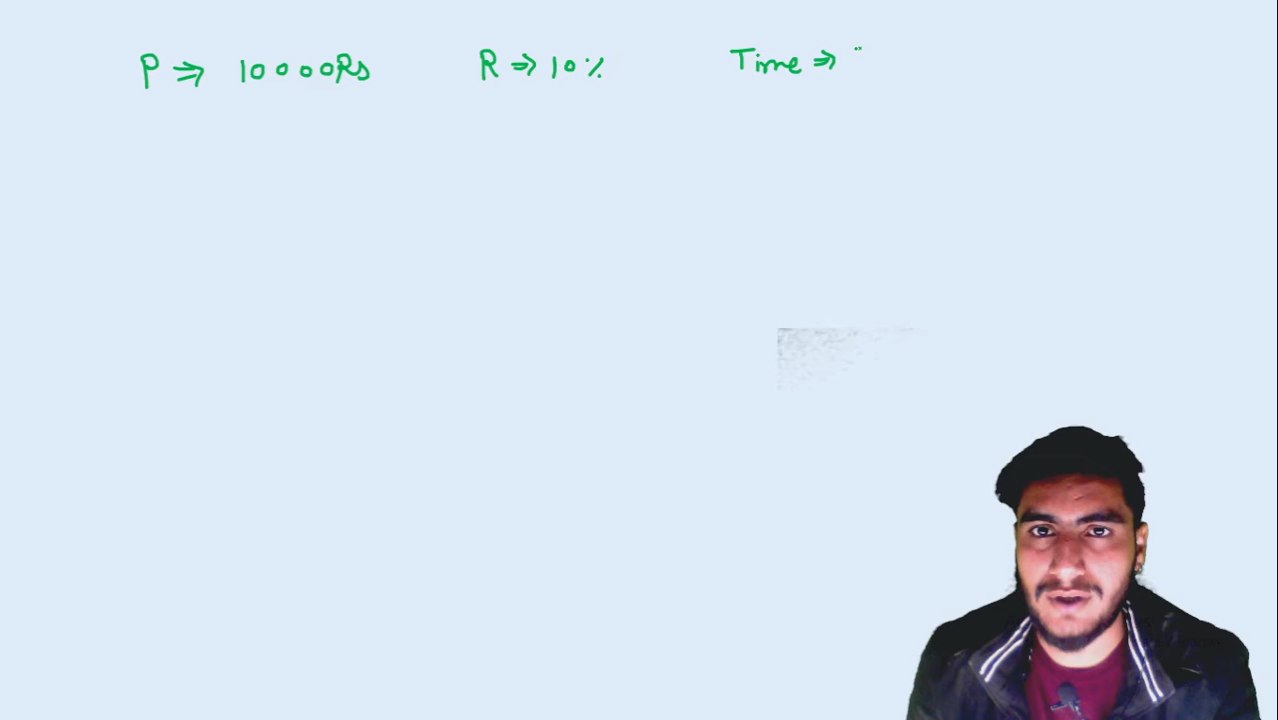 P ⇒ 10000Rs R ⇒ 10% Time ⇒